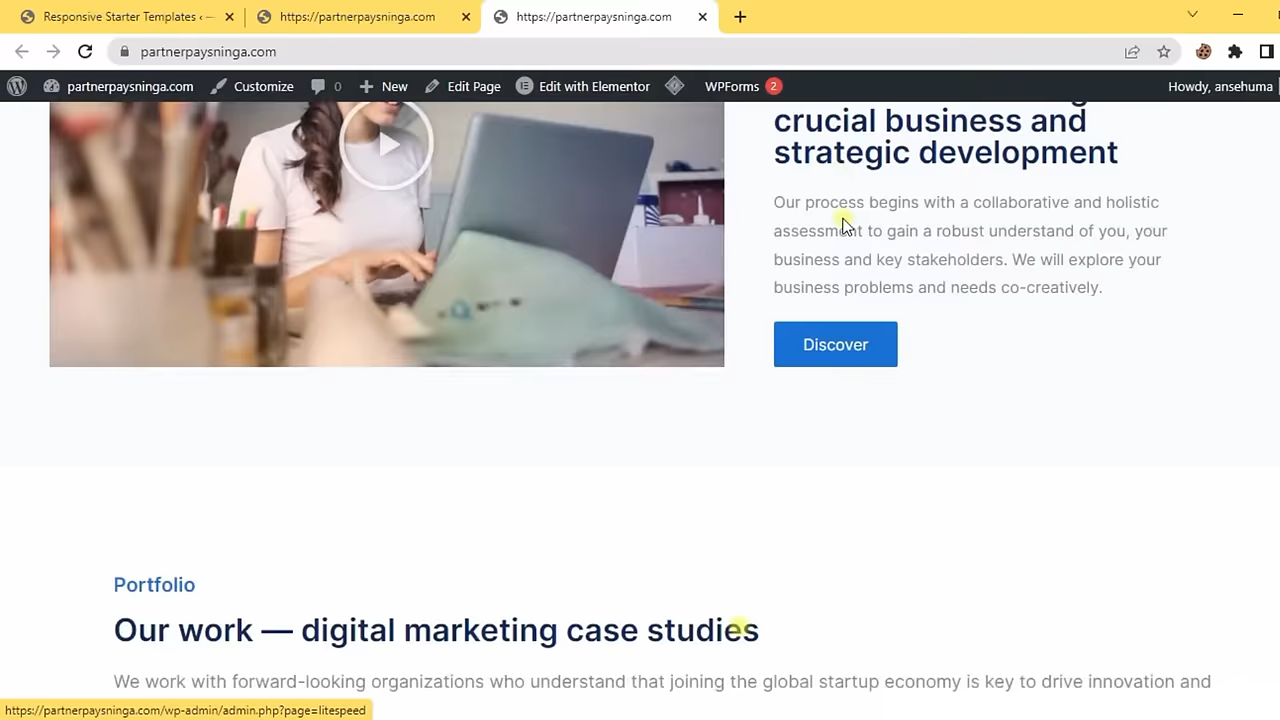 Responsive Starter Templates ‹ —
https://partnerpaysninga.com
https://partnerpaysninga.com
partnerpaysninga.com
partnerpaysninga.com
Customize
0
New
Edit Page
Edit with Elementor
WPForms
2
Howdy, ansehuma
crucial business and
strategic development
Our process begins with a collaborative and holistic
assessment to gain a robust understand of you, your
business and key stakeholders. We will explore your
business problems and needs co-creatively.
Discover
Portfolio
Our work — digital marketing case studies
We work with forward-looking organizations who understand that joining the global startup economy is key to drive innovation and
https://partnerpaysninga.com/wp-admin/admin.php?page=litespeed